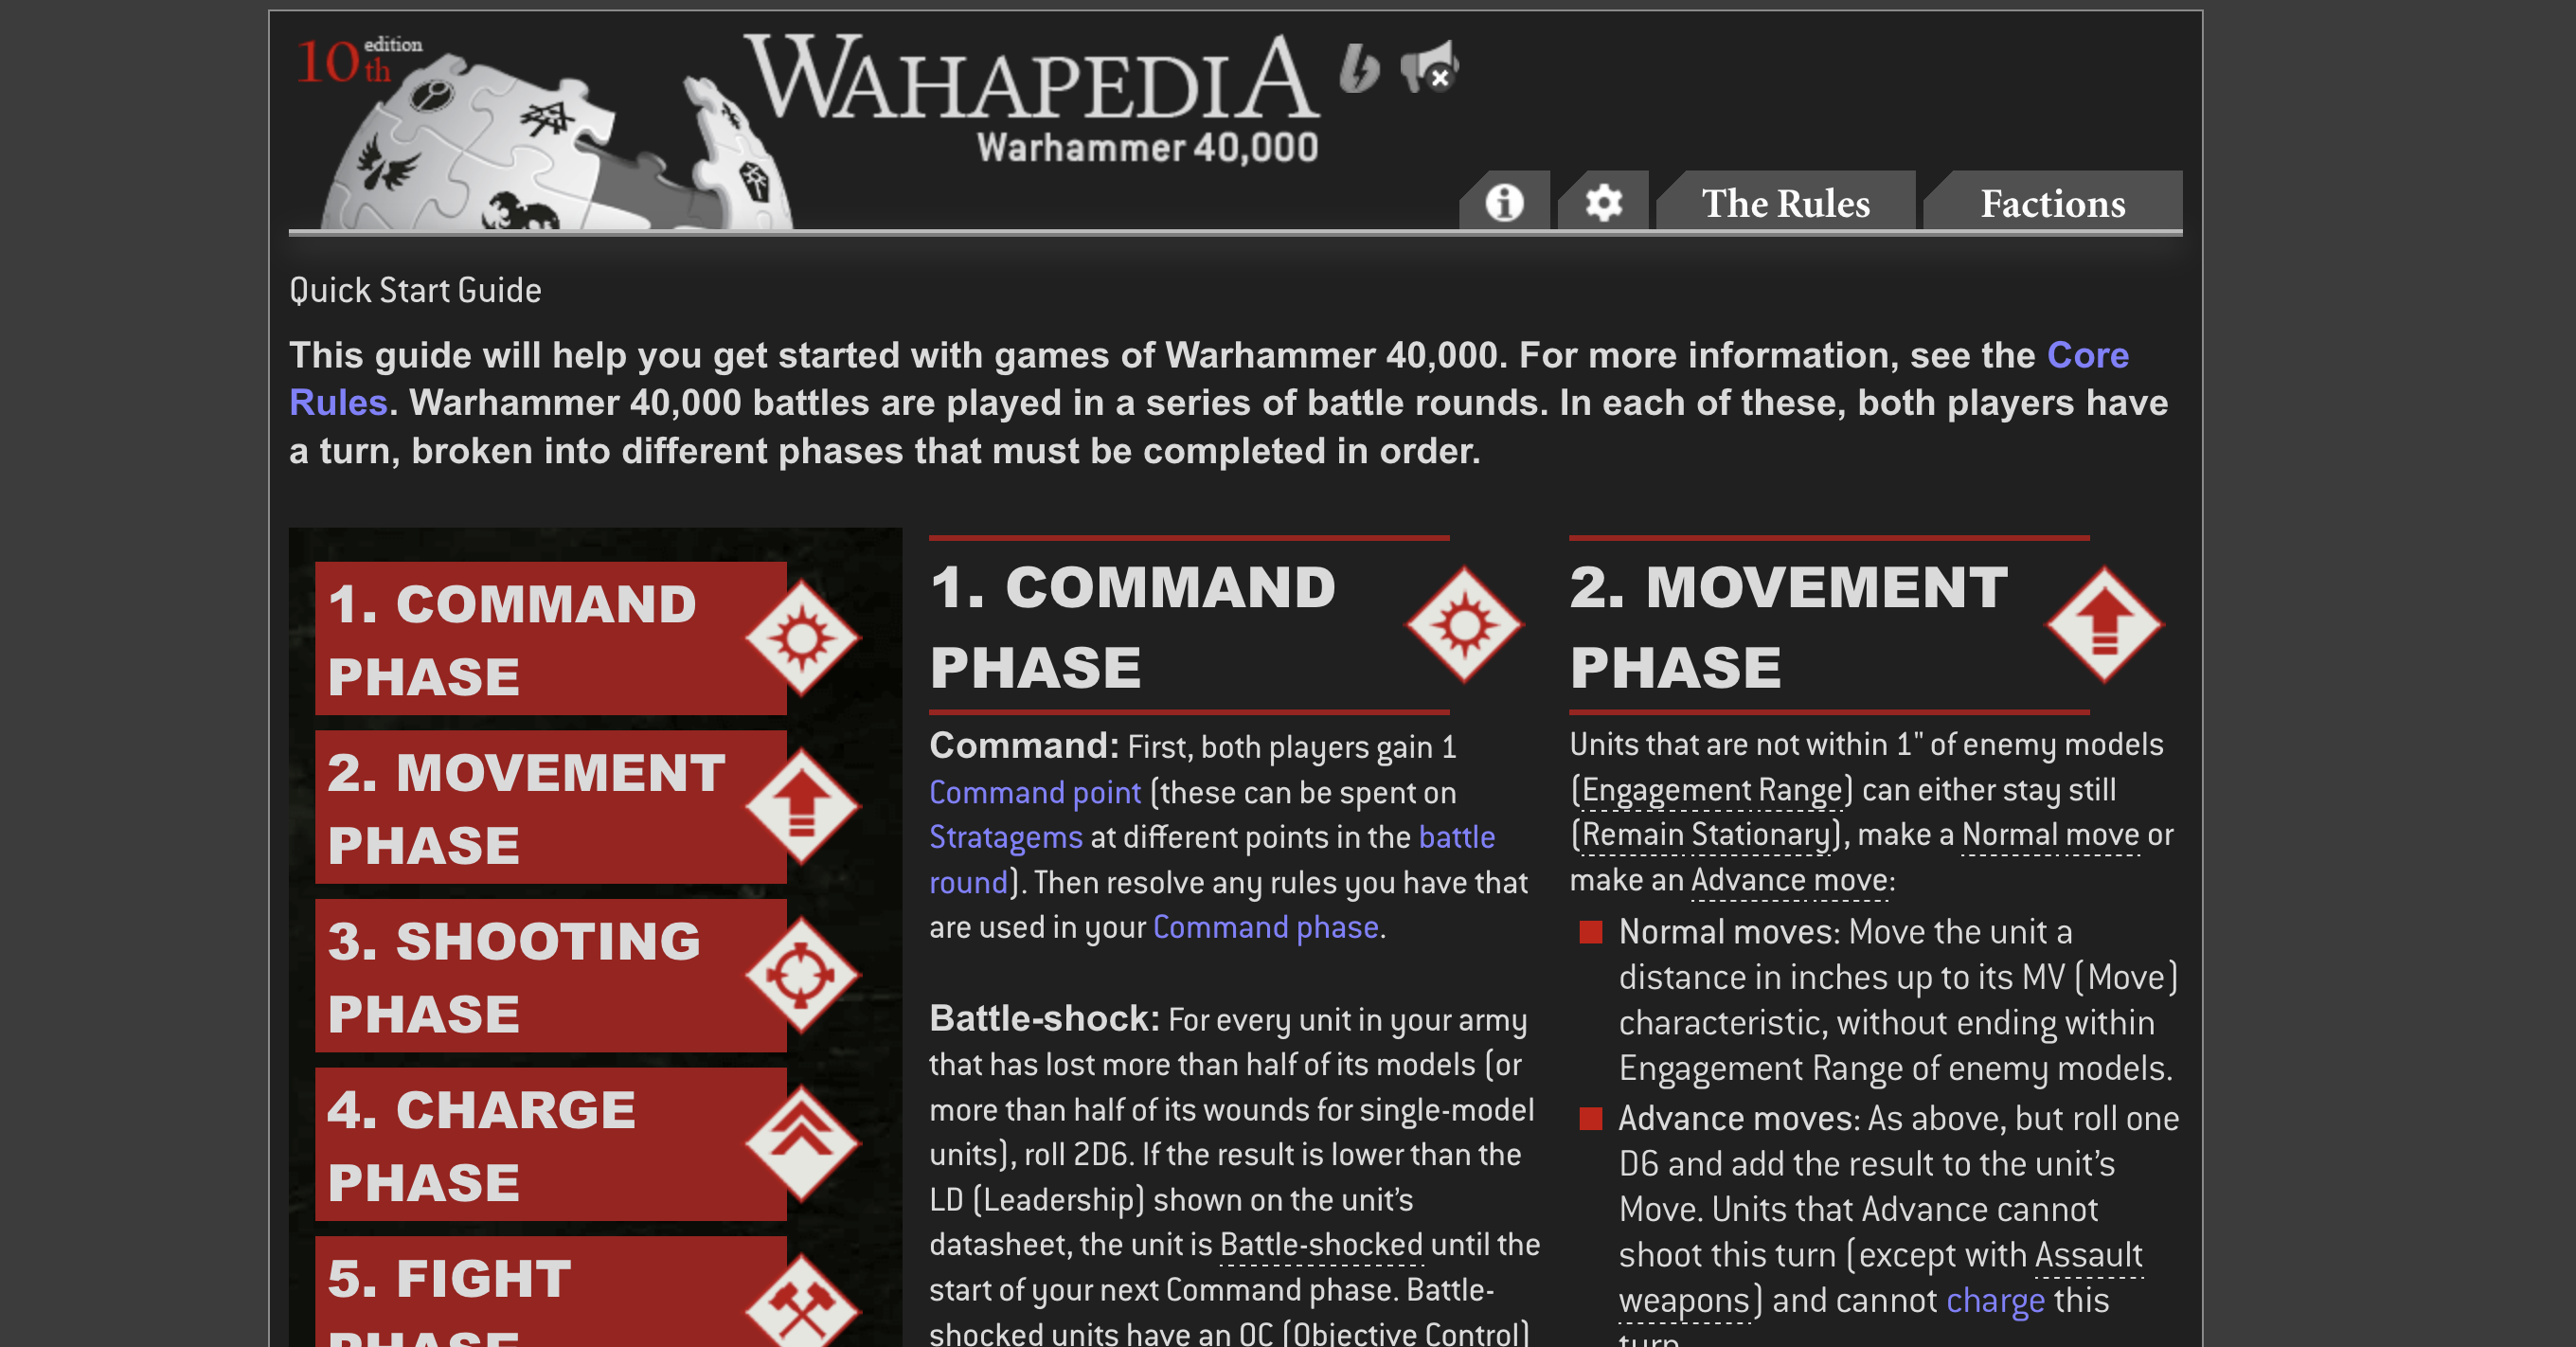 10th edition
WAHAPEDIA
Warhammer 40,000
The Rules
Factions
Quick Start Guide
This guide will help you get started with games of Warhammer 40,000. For more information, see the Core
Rules. Warhammer 40,000 battles are played in a series of battle rounds. In each of these, both players have
a turn, broken into different phases that must be completed in order.
1. COMMAND
PHASE
2. MOVEMENT
PHASE
3. SHOOTING
PHASE
4. CHARGE
PHASE
5. FIGHT
PHASE
1. COMMAND
PHASE
Command: First, both players gain 1
Command point (these can be spent on
Stratagems at different points in the battle
round). Then resolve any rules you have that
are used in your Command phase.
Battle-shock: For every unit in your army
that has lost more than half of its models (or
more than half of its wounds for single-model
units), roll 2D6. If the result is lower than the
LD (Leadership) shown on the unit's
datasheet, the unit is Battle-shocked until the
start of your next Command phase. Battle-
shocked units have an OC (Objective Control)
2. MOVEMENT
PHASE
Units that are not within 1" of enemy models
(Engagement Range) can either stay still
(Remain Stationary), make a Normal move or
make an Advance move:
Normal moves: Move the unit a
distance in inches up to its MV (Move)
characteristic, without ending within
Engagement Range of enemy models.
Advance moves: As above, but roll one
D6 and add the result to the unit's
Move. Units that Advance cannot
shoot this turn (except with Assault
weapons) and cannot charge this
turn